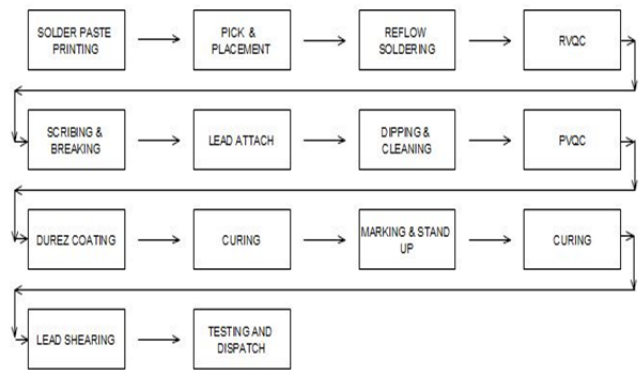 SOLDER PASTE
PRINTING
PICK &
PLACEMENT
REFLOW
SOLDERING
RVQC
SCRIBING &
BREAKING
LEAD ATTACH
DIPPING &
CLEANING
PVQC
DUREZ COATING
CURING
MARKING & STAND
UP
CURING
LEAD SHEARING
TESTING AND
DISPATCH